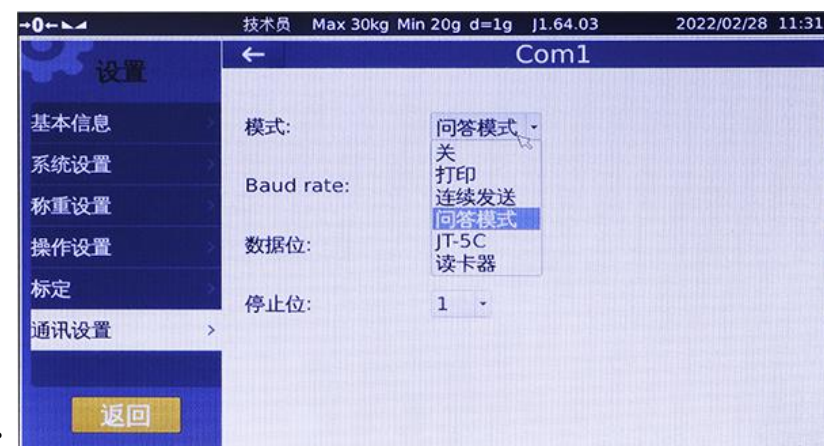 →0← 技术员 Max 30kg Min 20g d=1g J1.64.03 2022/02/28 11:31
设置
← Com1
基本信息
系统设置
称重设置
操作设置
标定
通讯设置
返回
模式: 问答模式
关
打印
连续发送
问答模式
JT-5C
读卡器
Baud rate:
数据位:
停止位: 1